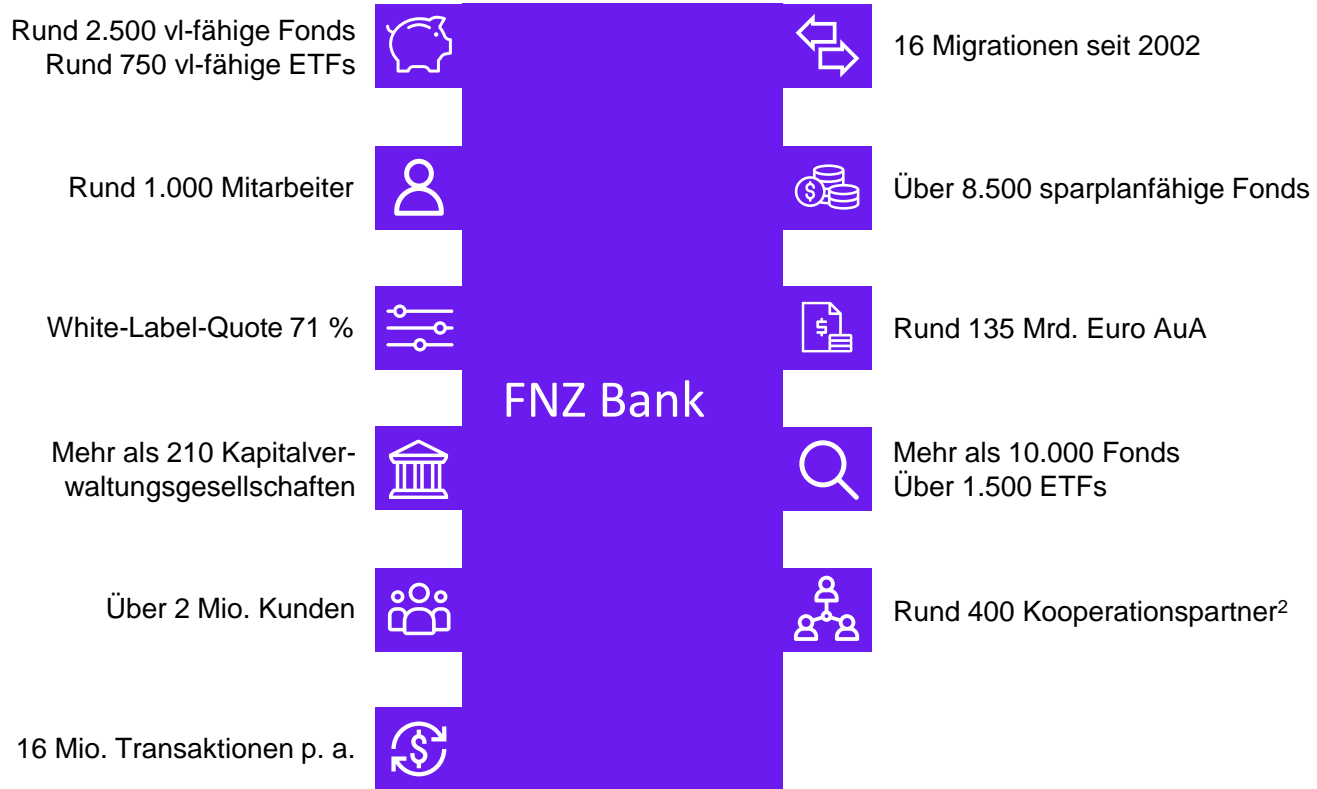 Rund 2.500 vl-fähige Fonds
Rund 750 vl-fähige ETFs
Rund 1.000 Mitarbeiter
White-Label-Quote 71 %
Mehr als 210 Kapitalver-
waltungsgesellschaften
Über 2 Mio. Kunden
16 Mio. Transaktionen p. a.
FNZ Bank
16 Migrationen seit 2002
Über 8.500 sparplanfähige Fonds
Rund 135 Mrd. Euro AuA
Mehr als 10.000 Fonds
Über 1.500 ETFs
Rund 400 Kooperationspartner²